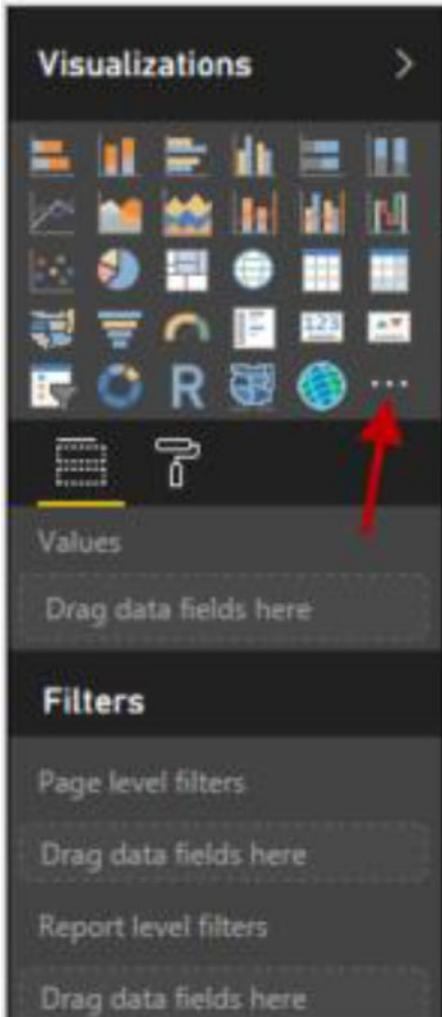 Visualizations
123
R
Values
Drag data fields here
Filters
Page level filters
Drag data fields here
Report level filters
Drag data fields here